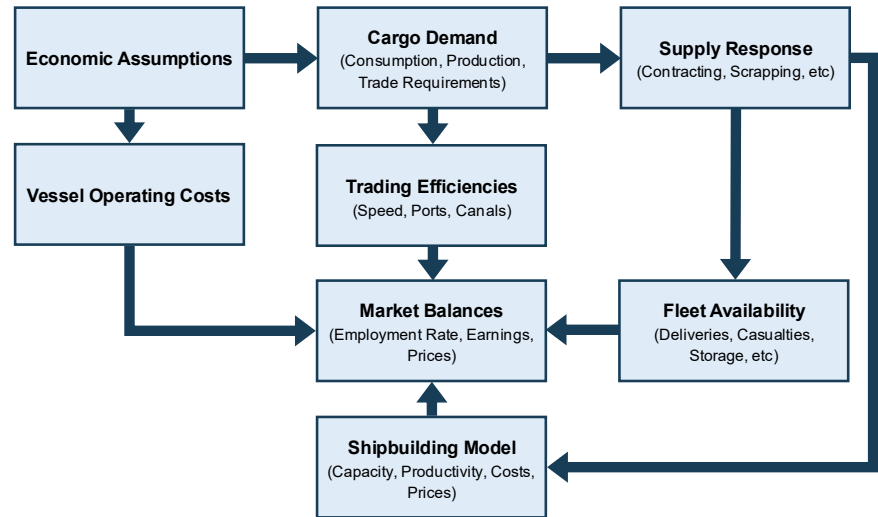 Economic Assumptions
Cargo Demand
(Consumption, Production,
Trade Requirements)
Supply Response
(Contracting, Scrapping, etc)
Vessel Operating Costs
Trading Efficiencies
(Speed, Ports, Canals)
Market Balances
(Employment Rate, Earnings,
Prices)
Fleet Availability
(Deliveries, Casualties,
Storage, etc)
Shipbuilding Model
(Capacity, Productivity, Costs,
Prices)